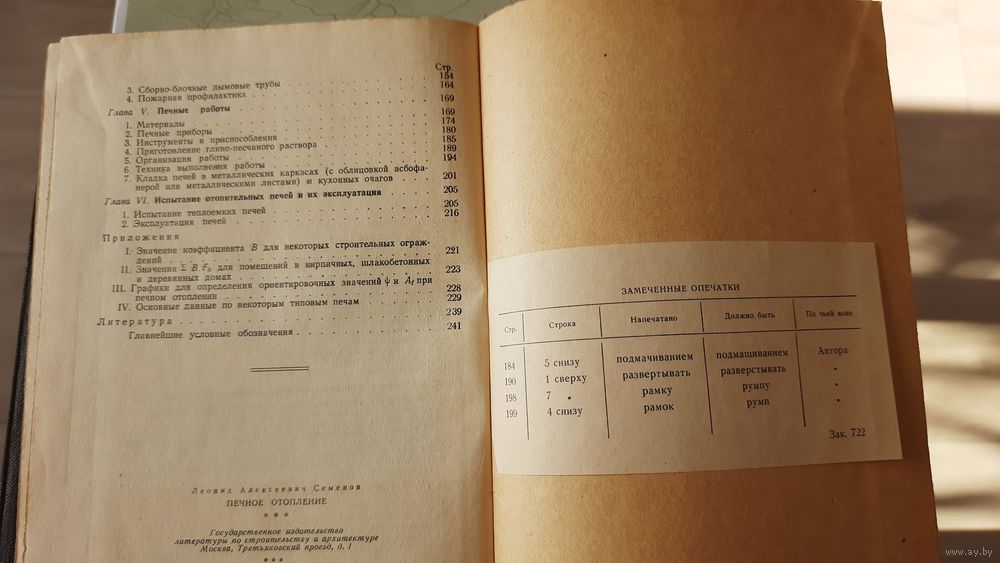 Стр.
3. Сборно-блочные дымовые трубы 154
4. Пожарная профилактика 164
Глава V. Печные работы 169
1. Материалы 169
2. Печные приборы 174
3. Инструменты и приспособления 180
4. Приготовление глино-песчаного раствора 185
5. Организация работы 189
6. Техника выполнения работы 194
7. Кладка печей в металлических каркасах (с облицовкой асбофа-
нерой или металлическими листами) и кухонных очагов 201
Глава VI. Испытание отопительных печей и их эксплуатация 205
1. Испытание теплоемких печей 205
2. Эксплуатация печей 216
Приложения
I. Значение коэффициента B для некоторых строительных ограж-
дений 221
II. Значения Σ B F₀ для помещений в кирпичных, шлакобетонных
и деревянных домах 223
III. Графики для определения ориентировочных значений ψ и Aₜ при
печном отоплении 228
IV. Основные данные по некоторым типовым печам 229
Литература 239
Главнейшие условные обозначения 241
Леонид Алексеевич Семенов
ПЕЧНОЕ ОТОПЛЕНИЕ
* * *
Государственное издательство
литературы по строительству и архитектуре
Москва, Третьяковский проезд, д. 1
* * *
ЗАМЕЧЕННЫЕ ОПЕЧАТКИ
Стр. Строка Напечатано Должно быть По чьей вине
184 5 снизу подмачиванием подмащиванием Автора
190 1 сверху развертывать разверстывать "
198 7 " рамку румпу "
199 4 снизу рамок румп "
Зак. 722
www.ay.by